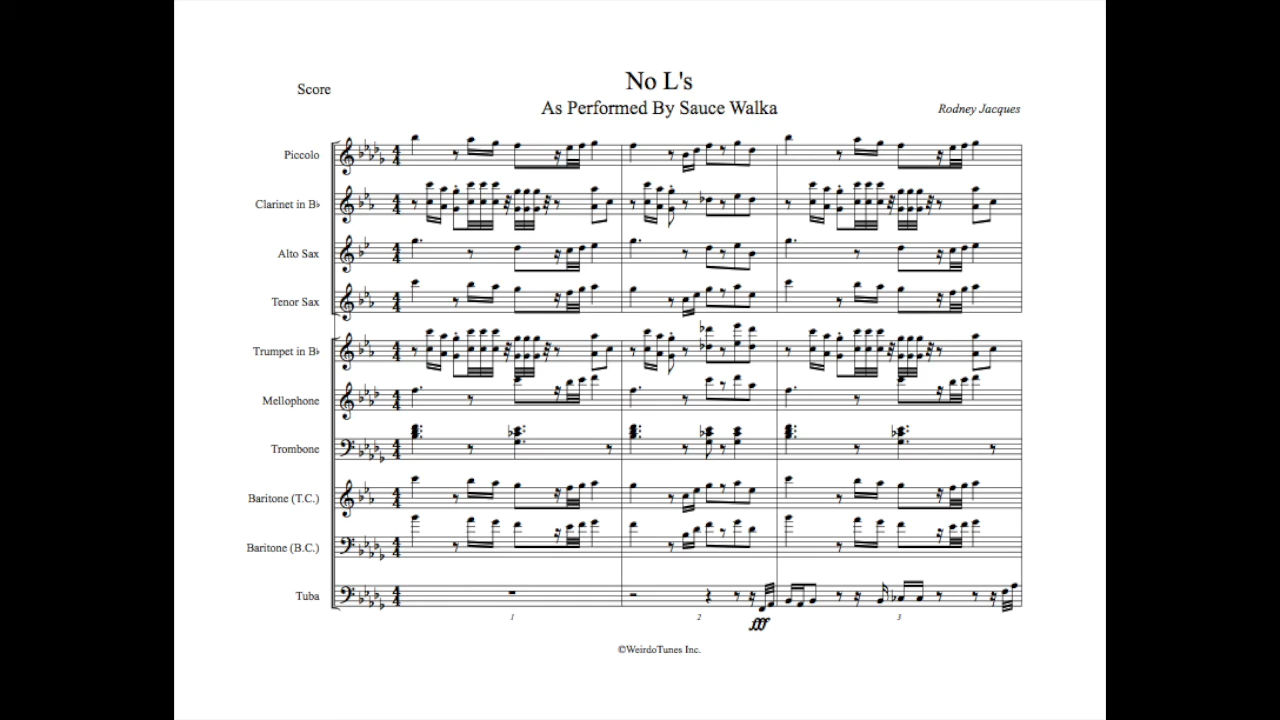 No L's
Score
As Performed By Sauce Walka
Rodney Jacques
Piccolo
Clarinet in B♭
Alto Sax
Tenor Sax
Trumpet in B♭
Mellophone
Trombone
Baritone (T.C.)
Baritone (B.C.)
Tuba
1 2 3
fff
©WeirdoTunes Inc.